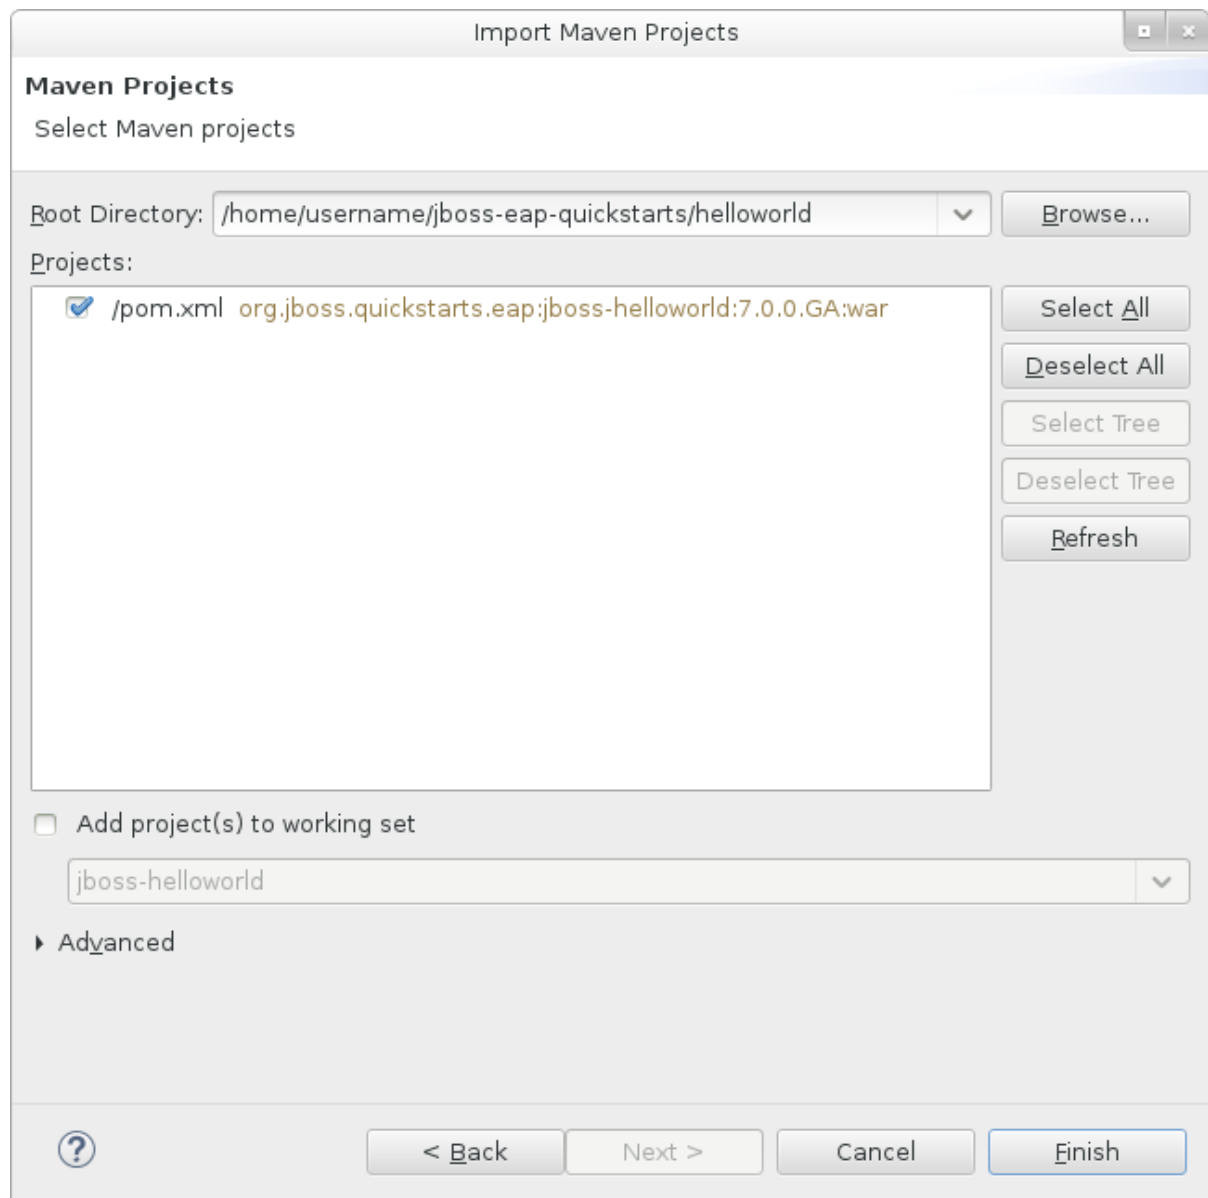 Import Maven Projects
Maven Projects
Select Maven projects
Root Directory: /home/username/jboss-eap-quickstarts/helloworld Browse...
Projects:
/pom.xml org.jboss.quickstarts.eap:jboss-helloworld:7.0.0.GA:war
Select All
Deselect All
Select Tree
Deselect Tree
Refresh
Add project(s) to working set
jboss-helloworld
Advanced
? < Back Next > Cancel Finish